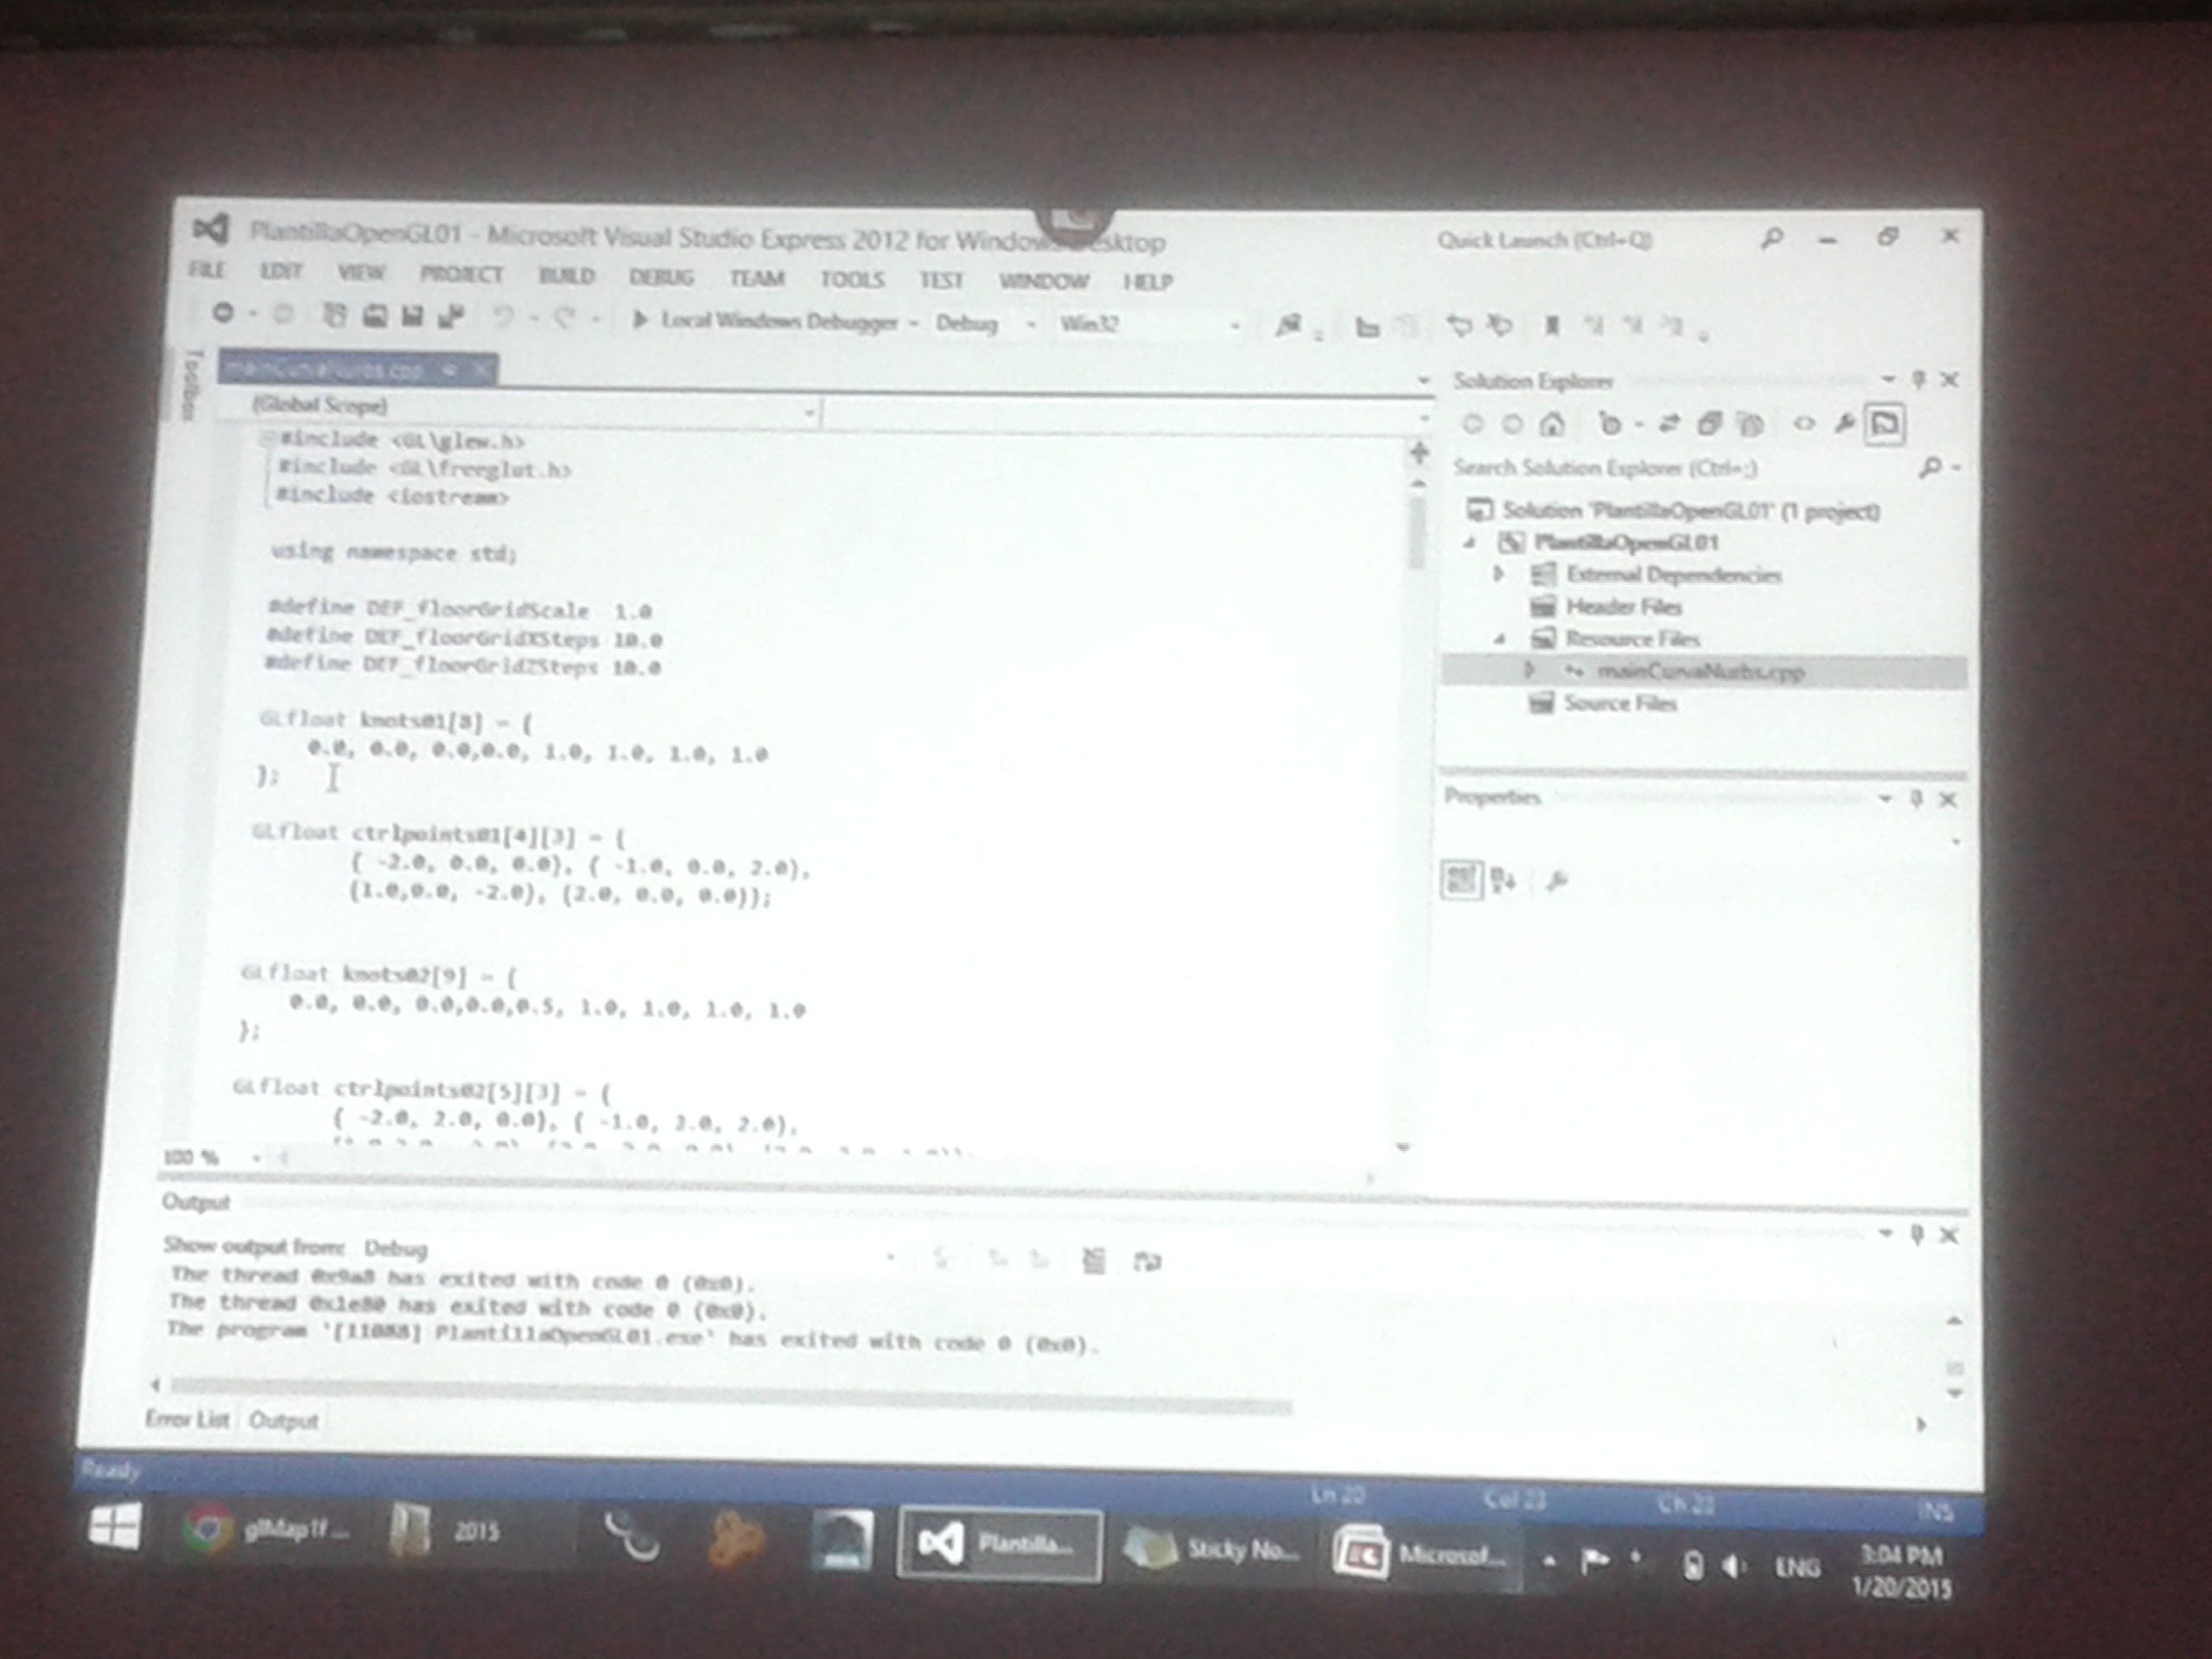 PlantillaOpenGL01 - Microsoft Visual Studio Express 2012 for Windows Desktop
Quick Launch (Ctrl+Q)
FILE EDIT VIEW PROJECT BUILD DEBUG TEAM TOOLS TEST WINDOW HELP
Local Windows Debugger Debug Win32
Toolbox
mainCurvaNurbs.cpp
(Global Scope)
#include <GL\glew.h>
#include <GL\freeglut.h>
#include <iostream>
using namespace std;
#define DEF_floorGridScale 1.0
#define DEF_floorGridXSteps 10.0
#define DEF_floorGridZSteps 10.0
GLfloat knots01[8] = {
0.0, 0.0, 0.0,0.0, 1.0, 1.0, 1.0, 1.0
};
GLfloat ctrlpoints01[4][3] = {
{ -2.0, 0.0, 0.0}, { -1.0, 0.0, 2.0},
{1.0,0.0, -2.0}, {2.0, 0.0, 0.0}};
GLfloat knots02[9] = {
0.0, 0.0, 0.0,0.0,0.5, 1.0, 1.0, 1.0, 1.0
};
GLfloat ctrlpoints02[5][3] = {
{ -2.0, 2.0, 0.0}, { -1.0, 2.0, 2.0},
100 %
Solution Explorer
Search Solution Explorer (Ctrl+;)
Solution 'PlantillaOpenGL01' (1 project)
PlantillaOpenGL01
External Dependencies
Header Files
Resource Files
mainCurvaNurbs.cpp
Source Files
Properties
Output
Show output from: Debug
The thread 0x9a8 has exited with code 0 (0x0).
The thread 0x1e80 has exited with code 0 (0x0).
The program '[11088] PlantillaOpenGL01.exe' has exited with code 0 (0x0).
Error List Output
Ready
Ln 20 Col 23 Ch 23 INS
glMap1f ... 2015 Plantilla... Sticky No... Microsof... ENG
3:04 PM
1/20/2015